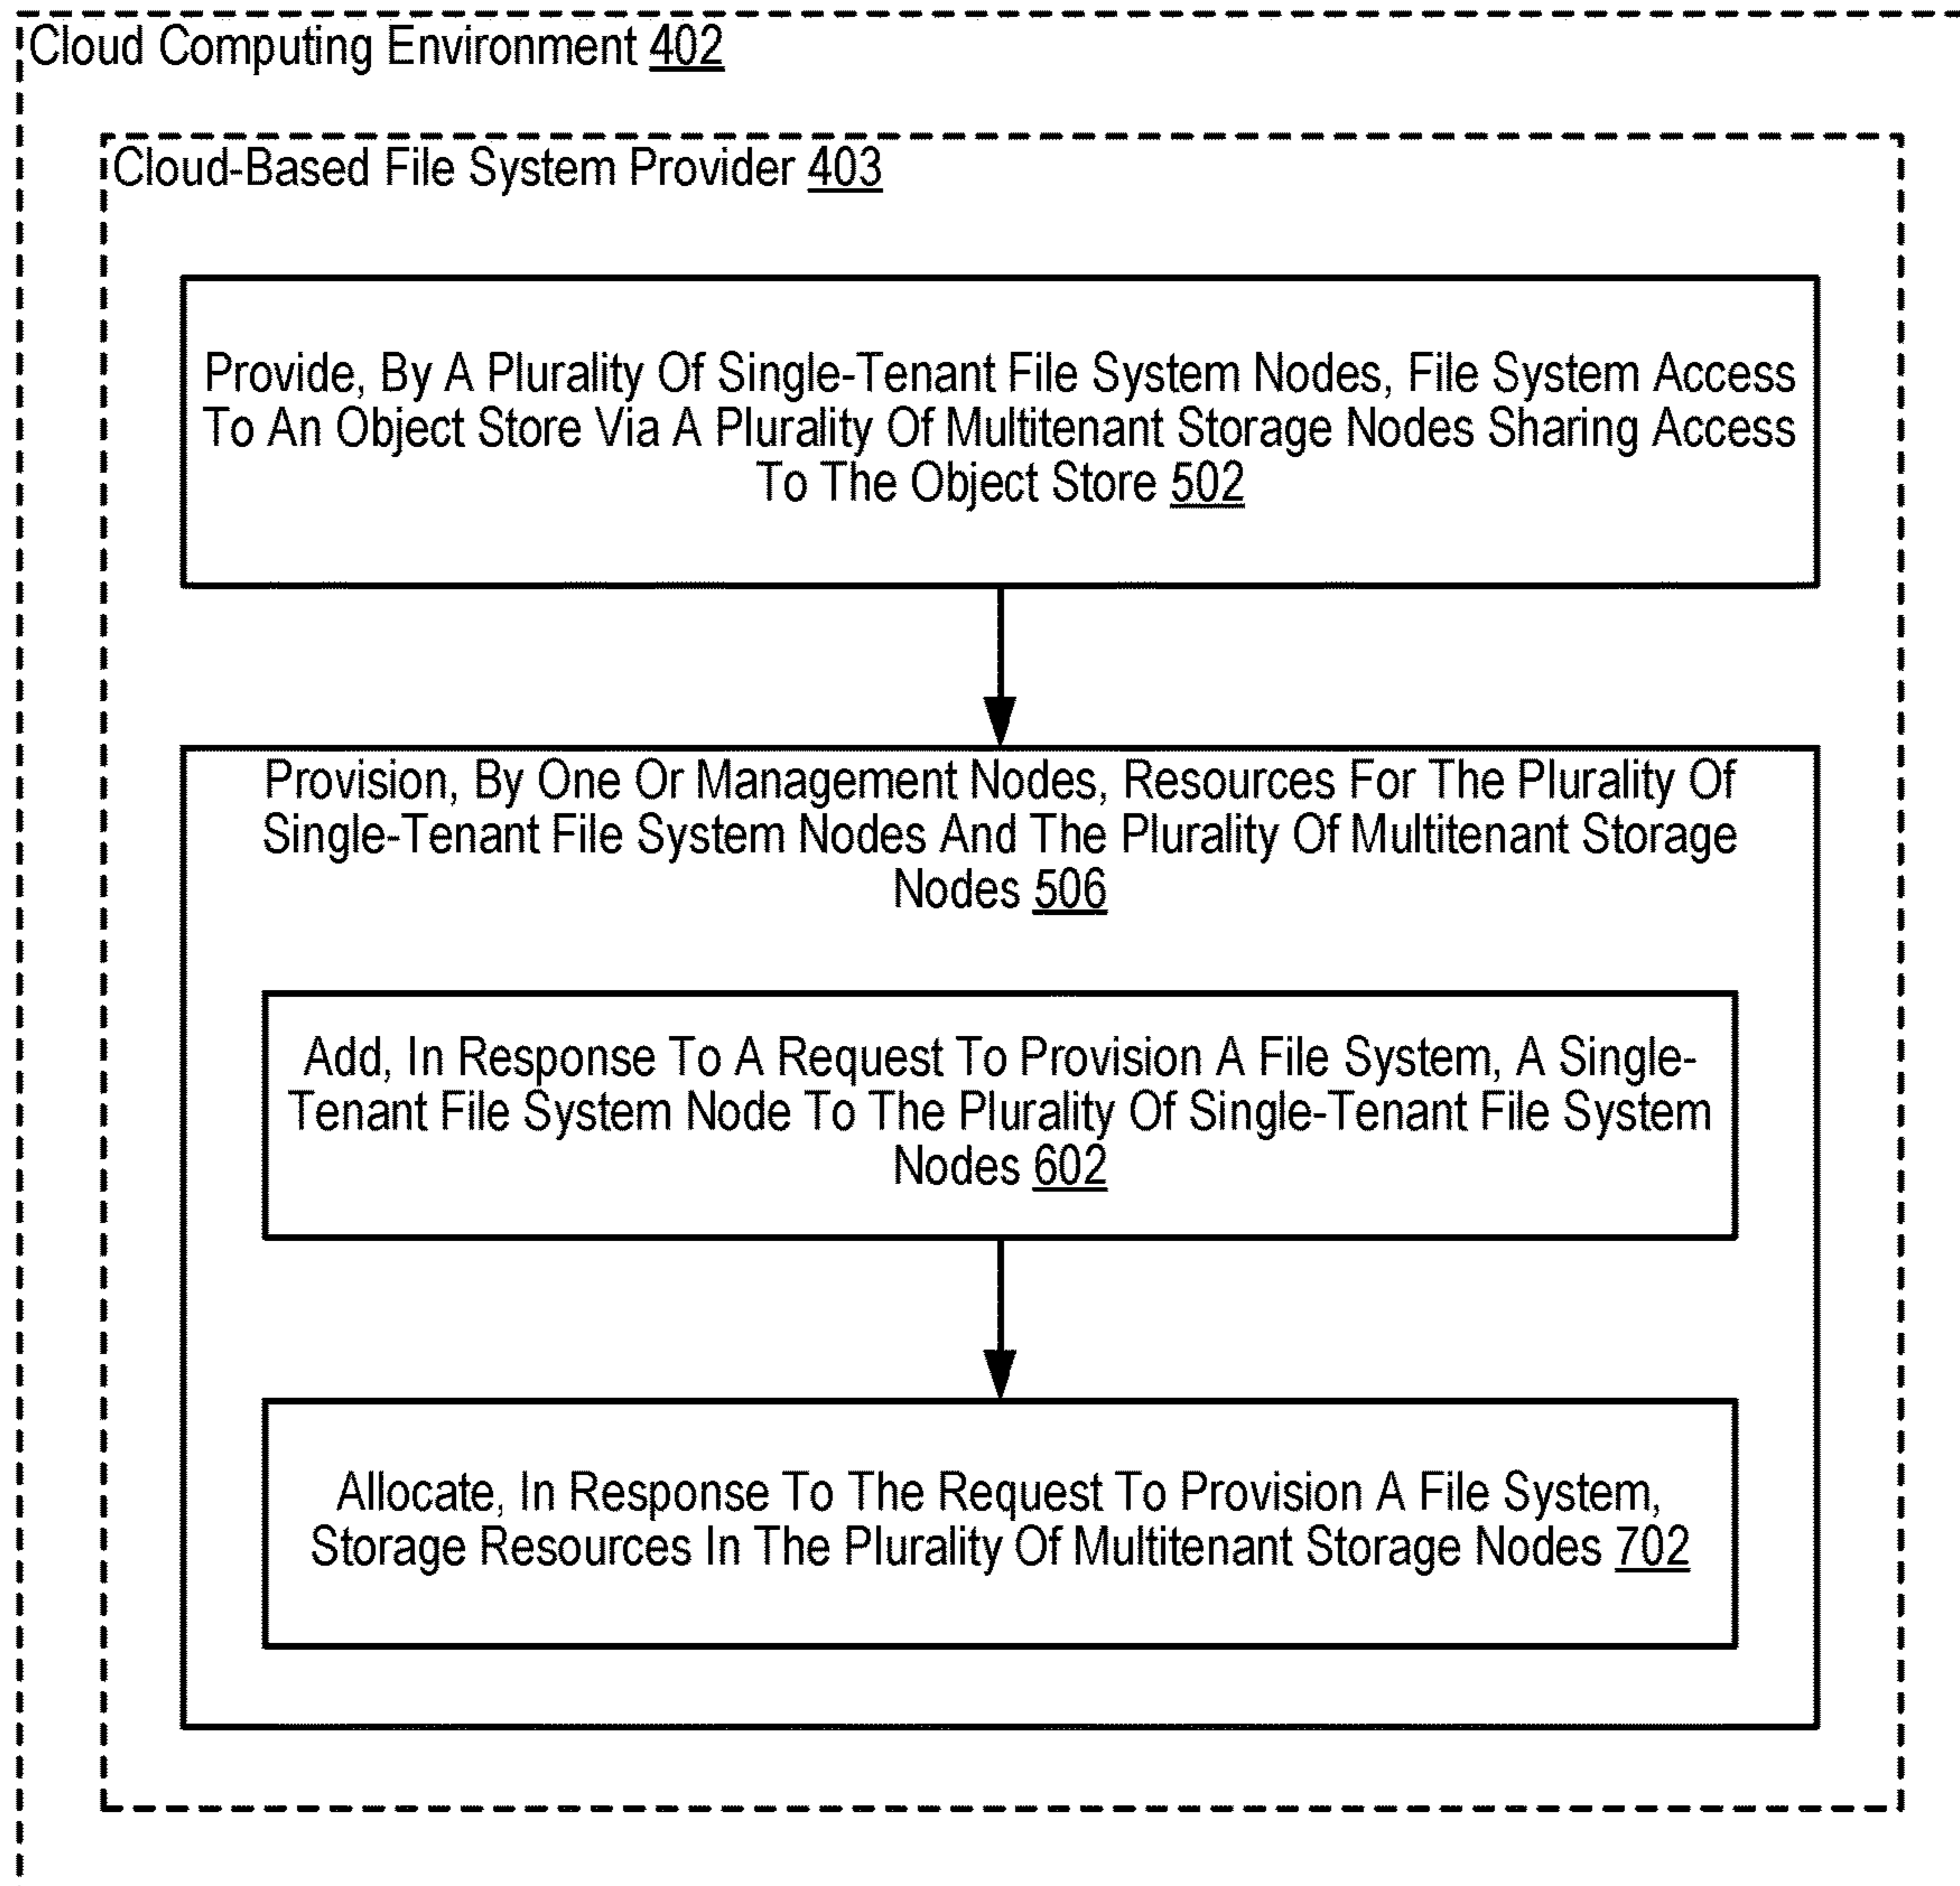 Cloud Computing Environment 402
Cloud-Based File System Provider 403
Provide, By A Plurality Of Single-Tenant File System Nodes, File System Access
To An Object Store Via A Plurality Of Multitenant Storage Nodes Sharing Access
To The Object Store 502
Provision, By One Or Management Nodes, Resources For The Plurality Of
Single-Tenant File System Nodes And The Plurality Of Multitenant Storage
Nodes 506
Add, In Response To A Request To Provision A File System, A Single-
Tenant File System Node To The Plurality Of Single-Tenant File System
Nodes 602
Allocate, In Response To The Request To Provision A File System,
Storage Resources In The Plurality Of Multitenant Storage Nodes 702